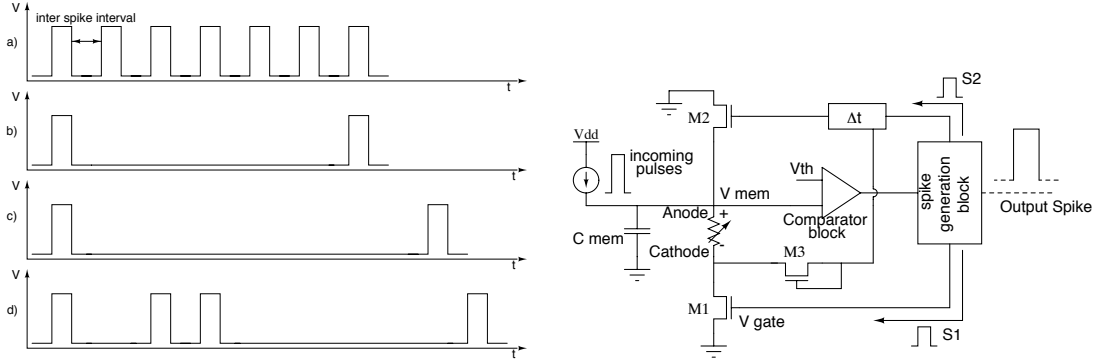 V
inter spike interval
a)
t
V
b)
t
V
c)
t
V
d)
t
S2
M2
Δt
Vdd
incoming
pulses
Vth
V mem
spike
generation
block
Output Spike
Anode +
Comparator
block
C mem
Cathode -
M3
M1
V gate
S1